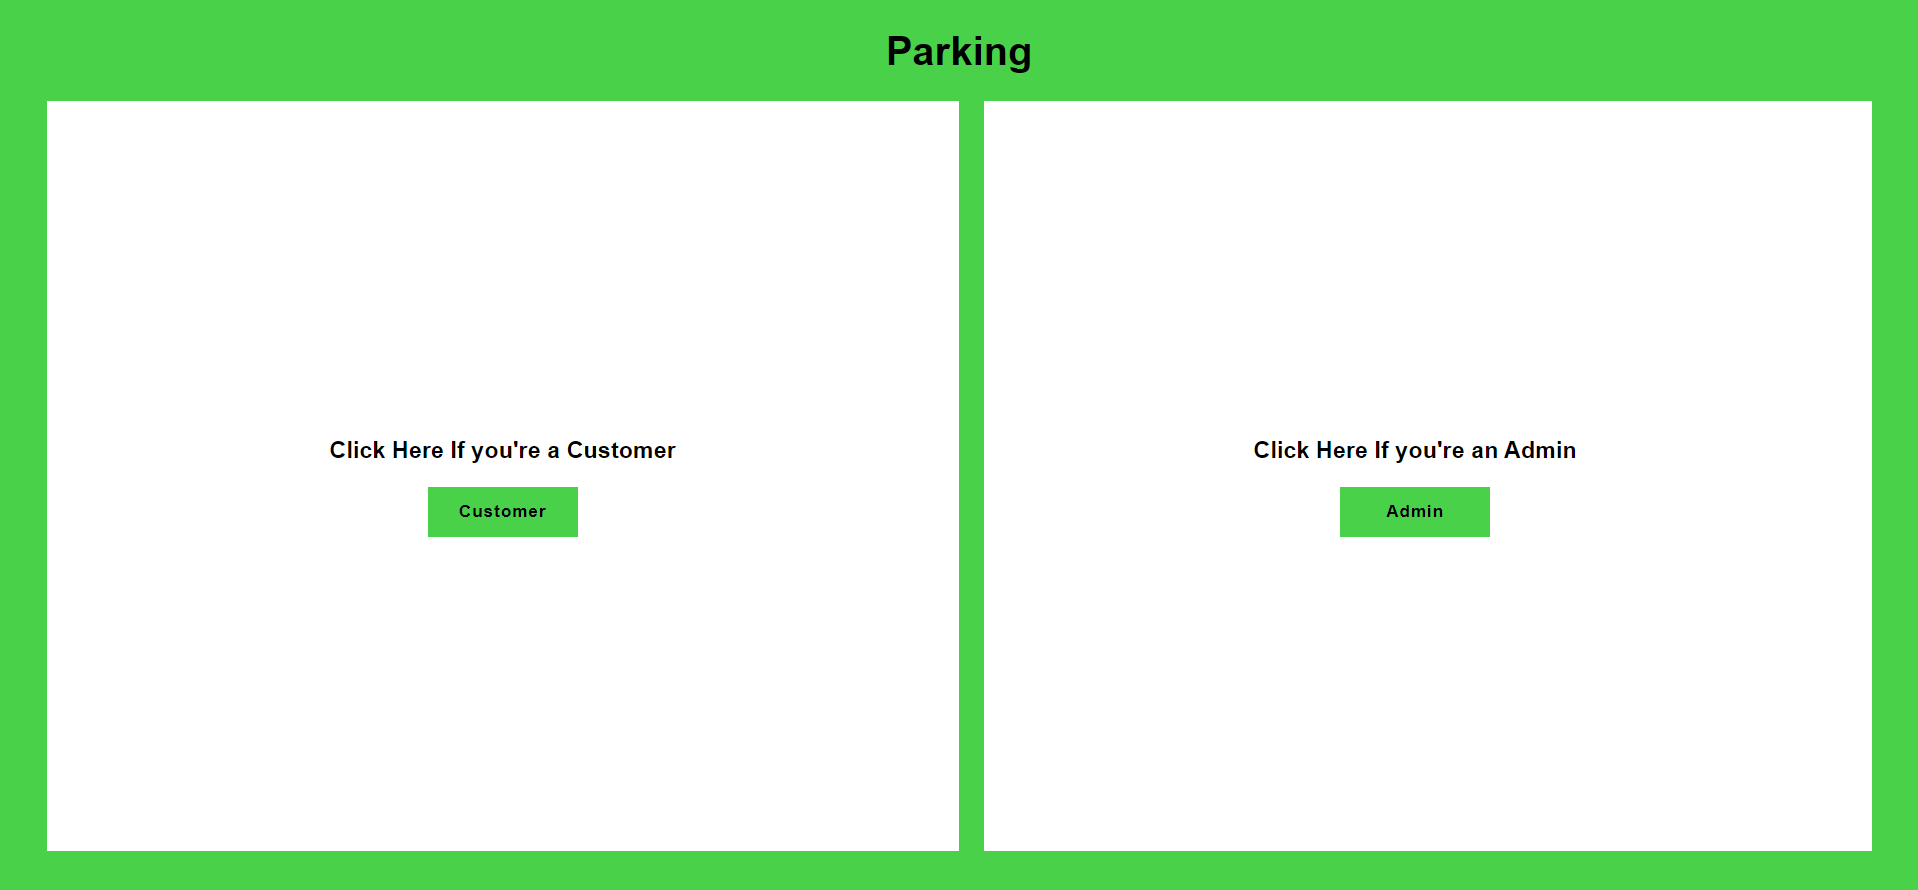 Parking
Click Here If you're a Customer
Customer
Click Here If you're an Admin
Admin